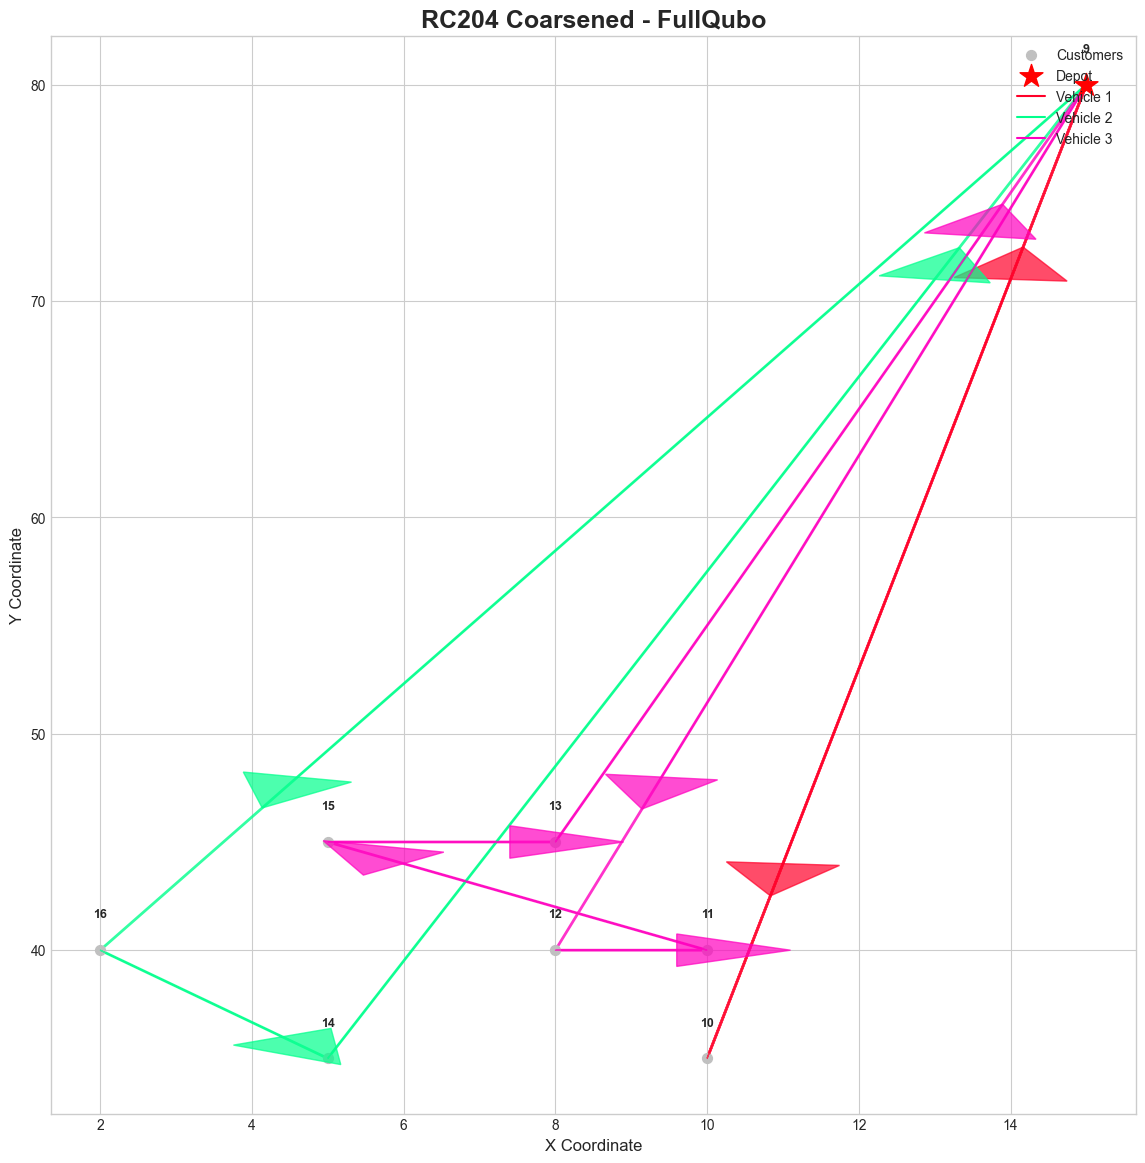 RC204 Coarsened - FullQubo
9
Customers
Depot
Vehicle 1
Vehicle 2
Vehicle 3
80
70
60
50
40
Y Coordinate
15
13
16
12
11
14
10
2
4
6
8
10
12
14
X Coordinate